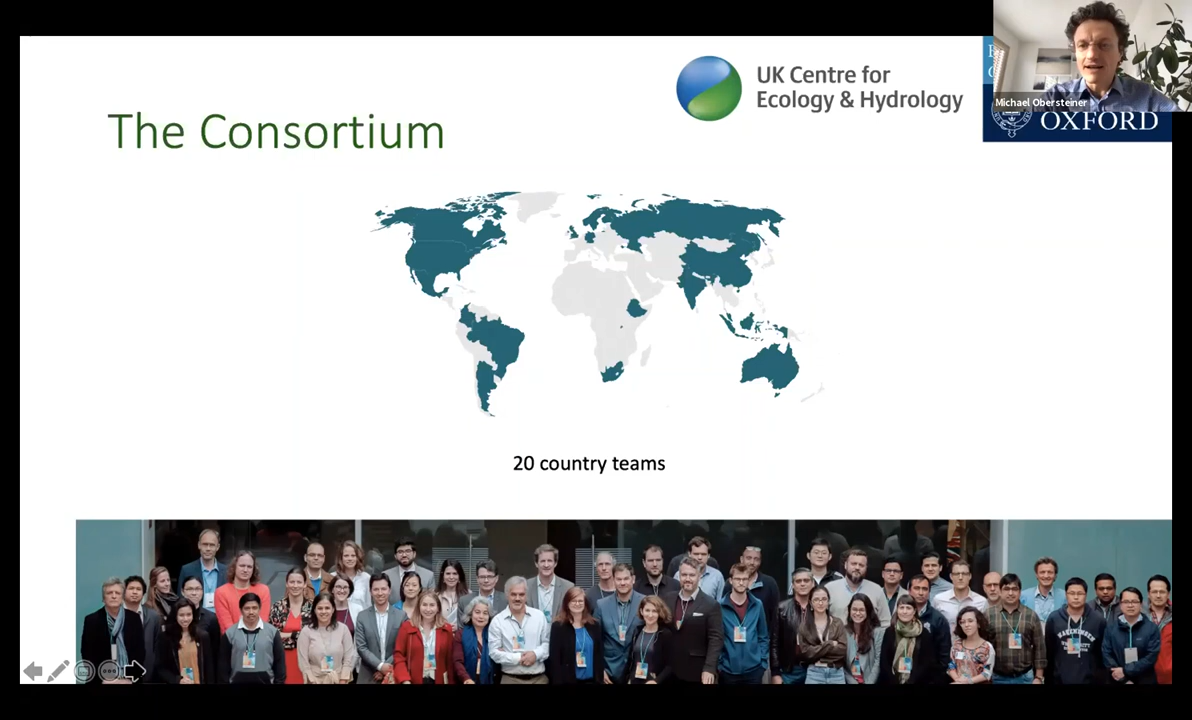 UK Centre for
Ecology & Hydrology
Michael Obersteiner
OXFORD
The Consortium
20 country teams